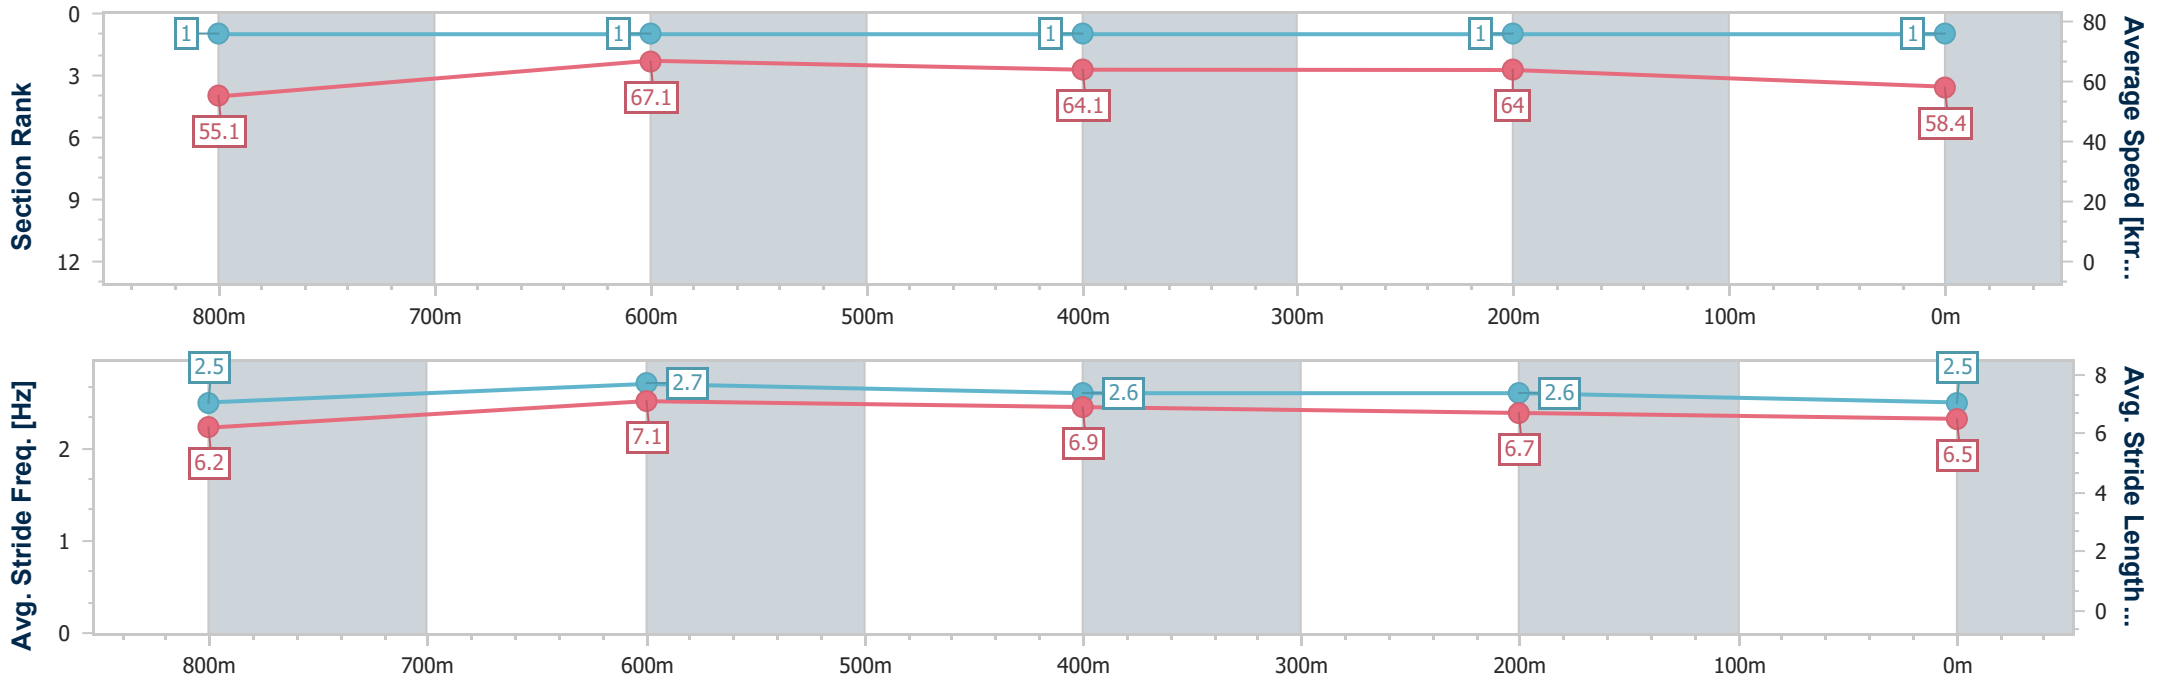 Section Rank
0
3
6
9
12
1
1
1
1
1
55.1
67.1
64.1
64
58.4
80
60
40
20
0
Average Speed [km...
800m
700m
600m
500m
400m
300m
200m
100m
0m
Avg. Stride Freq. [Hz]
2
1
0
2.5
2.7
2.6
2.6
2.5
6.2
7.1
6.9
6.7
6.5
8
6
4
2
0
Avg. Stride Length ...
800m
700m
600m
500m
400m
300m
200m
100m
0m